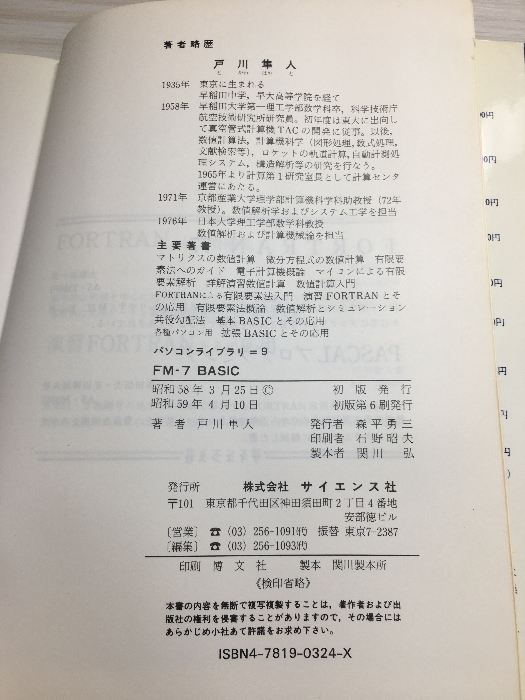 著者略歴
戸川隼人
と がわ はや と
1935年 東京に生まれる
早稲田中学，早大高等学院を経て
1958年 早稲田大学第一理工学部数学科卒，科学技術庁
航空技術研究所研究員。初年度は東大に出向し
て真空管式計算機TACの開発に従事。以後，
数値計算法，計算機科学（図形処理，数式処理，
文献検索等），ロケットの軌道計算，自動計測処
理システム，構造解析等の研究を行なう。
1965年より計算第1研究室長として計算センタ
運営にあたる。
1971年 京都産業大学理学部計算機科学科助教授（72年
教授）。数値解析学およびシステム工学を担当
1976年 日本大学理工学部数学科教授
数値解析および計算機概論を担当
主要著書
マトリクスの数値計算 微分方程式の数値計算 有限要
素法へのガイド 電子計算機概論 マイコンによる有限
要素解析 詳解演習数値計算 数値計算入門
FORTRANによる有限要素法入門 演習FORTRANとそ
の応用 有限要素法概論 数値解析とシミュレーション
共役勾配法 基本BASICとその応用
各種パソコン用 拡張BASICとその応用
パソコンライブラリ＝9
FM-7 BASIC
昭和58年3月25日© 初版発行
昭和59年4月10日 初版第6刷発行
著者 戸川隼人 発行者 森平勇三
印刷者 石野昭夫
製本者 関川弘
発行所 株式会社 サイエンス社
〒101 東京都千代田区神田須田町2丁目4番地
安部徳ビル
〔営業〕☎(03)256-1091代 振替 東京7-2387
〔編集〕☎(03)256-1093代
印刷 博文社 製本 関川製本所
《検印省略》
本書の内容を無断で複写複製することは，著作者および出
版社の権利を侵害することがありますので，その場合には
あらかじめ小社あて許諾をお求め下さい。
ISBN4-7819-0324-X